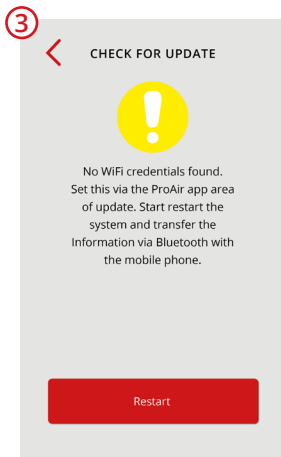 3
CHECK FOR UPDATE
!
No WiFi credentials found.
Set this via the ProAir app area
of update. Start restart the
system and transfer the
Information via Bluetooth with
the mobile phone.
Restart